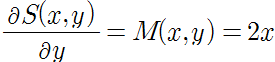 ∂S(x,y)/∂y = M(x,y) = 2x